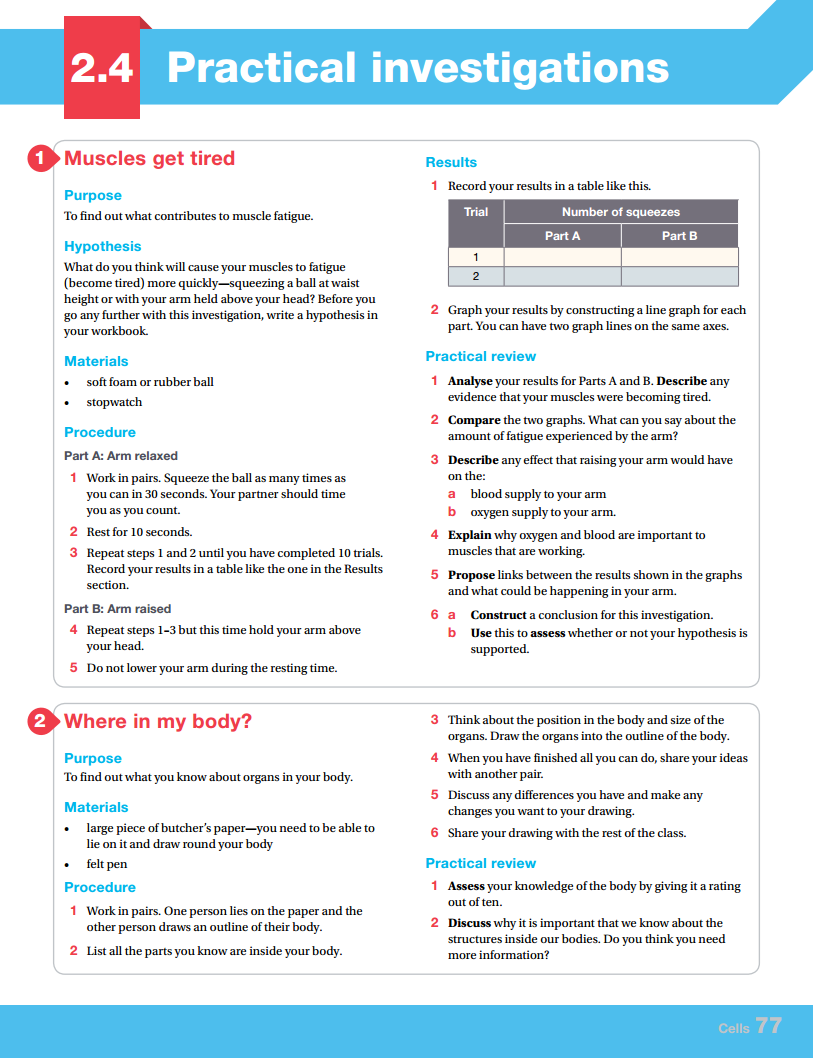 2.4 Practical investigations
1 Muscles get tired
Purpose
To find out what contributes to muscle fatigue.
Hypothesis
What do you think will cause your muscles to fatigue
(become tired) more quickly—squeezing a ball at waist
height or with your arm held above your head? Before you
go any further with this investigation, write a hypothesis in
your workbook.
Materials
• soft foam or rubber ball
• stopwatch
Procedure
Part A: Arm relaxed
1 Work in pairs. Squeeze the ball as many times as
you can in 30 seconds. Your partner should time
you as you count.
2 Rest for 10 seconds.
3 Repeat steps 1 and 2 until you have completed 10 trials.
Record your results in a table like the one in the Results
section.
Part B: Arm raised
4 Repeat steps 1–3 but this time hold your arm above
your head.
5 Do not lower your arm during the resting time.
Results
1 Record your results in a table like this.
Trial Number of squeezes
Part A Part B
1
2
2 Graph your results by constructing a line graph for each
part. You can have two graph lines on the same axes.
Practical review
1 Analyse your results for Parts A and B. Describe any
evidence that your muscles were becoming tired.
2 Compare the two graphs. What can you say about the
amount of fatigue experienced by the arm?
3 Describe any effect that raising your arm would have
on the:
a blood supply to your arm
b oxygen supply to your arm.
4 Explain why oxygen and blood are important to
muscles that are working.
5 Propose links between the results shown in the graphs
and what could be happening in your arm.
6 a Construct a conclusion for this investigation.
b Use this to assess whether or not your hypothesis is
supported.
2 Where in my body?
Purpose
To find out what you know about organs in your body.
Materials
• large piece of butcher's paper—you need to be able to
lie on it and draw round your body
• felt pen
Procedure
1 Work in pairs. One person lies on the paper and the
other person draws an outline of their body.
2 List all the parts you know are inside your body.
3 Think about the position in the body and size of the
organs. Draw the organs into the outline of the body.
4 When you have finished all you can do, share your ideas
with another pair.
5 Discuss any differences you have and make any
changes you want to your drawing.
6 Share your drawing with the rest of the class.
Practical review
1 Assess your knowledge of the body by giving it a rating
out of ten.
2 Discuss why it is important that we know about the
structures inside our bodies. Do you think you need
more information?
Cells 77